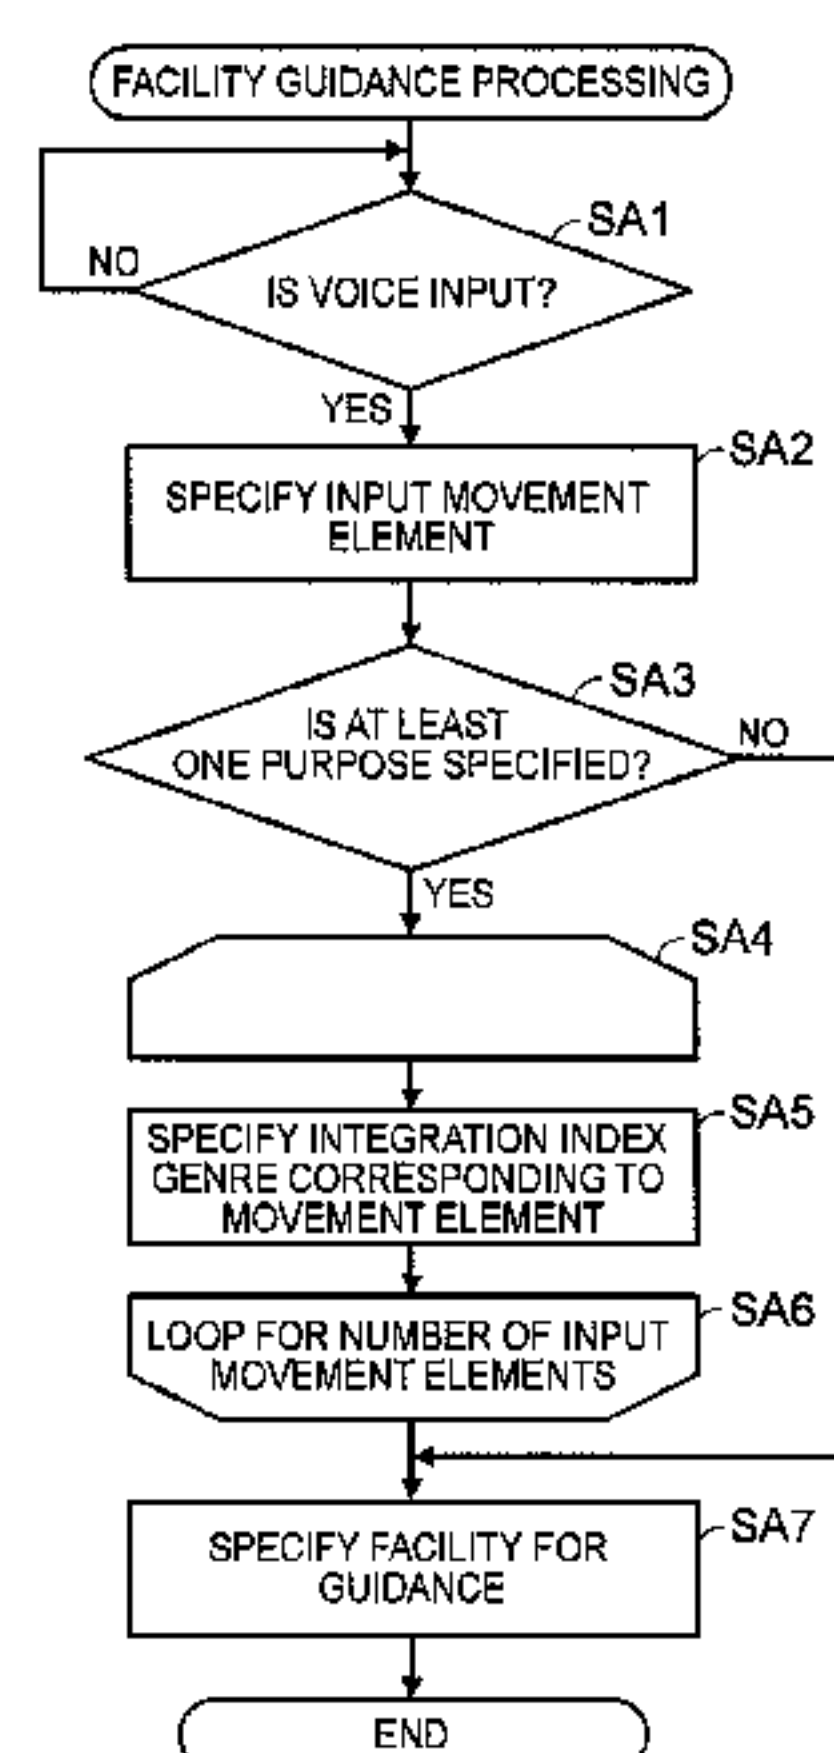 FACILITY GUIDANCE PROCESSING
SA1
NO
IS VOICE INPUT?
YES
SA2
SPECIFY INPUT MOVEMENT
ELEMENT
SA3
IS AT LEAST
ONE PURPOSE SPECIFIED?
NO
YES
SA4
SA5
SPECIFY INTEGRATION INDEX
GENRE CORRESPONDING TO
MOVEMENT ELEMENT
SA6
LOOP FOR NUMBER OF INPUT
MOVEMENT ELEMENTS
SA7
SPECIFY FACILITY FOR
GUIDANCE
END